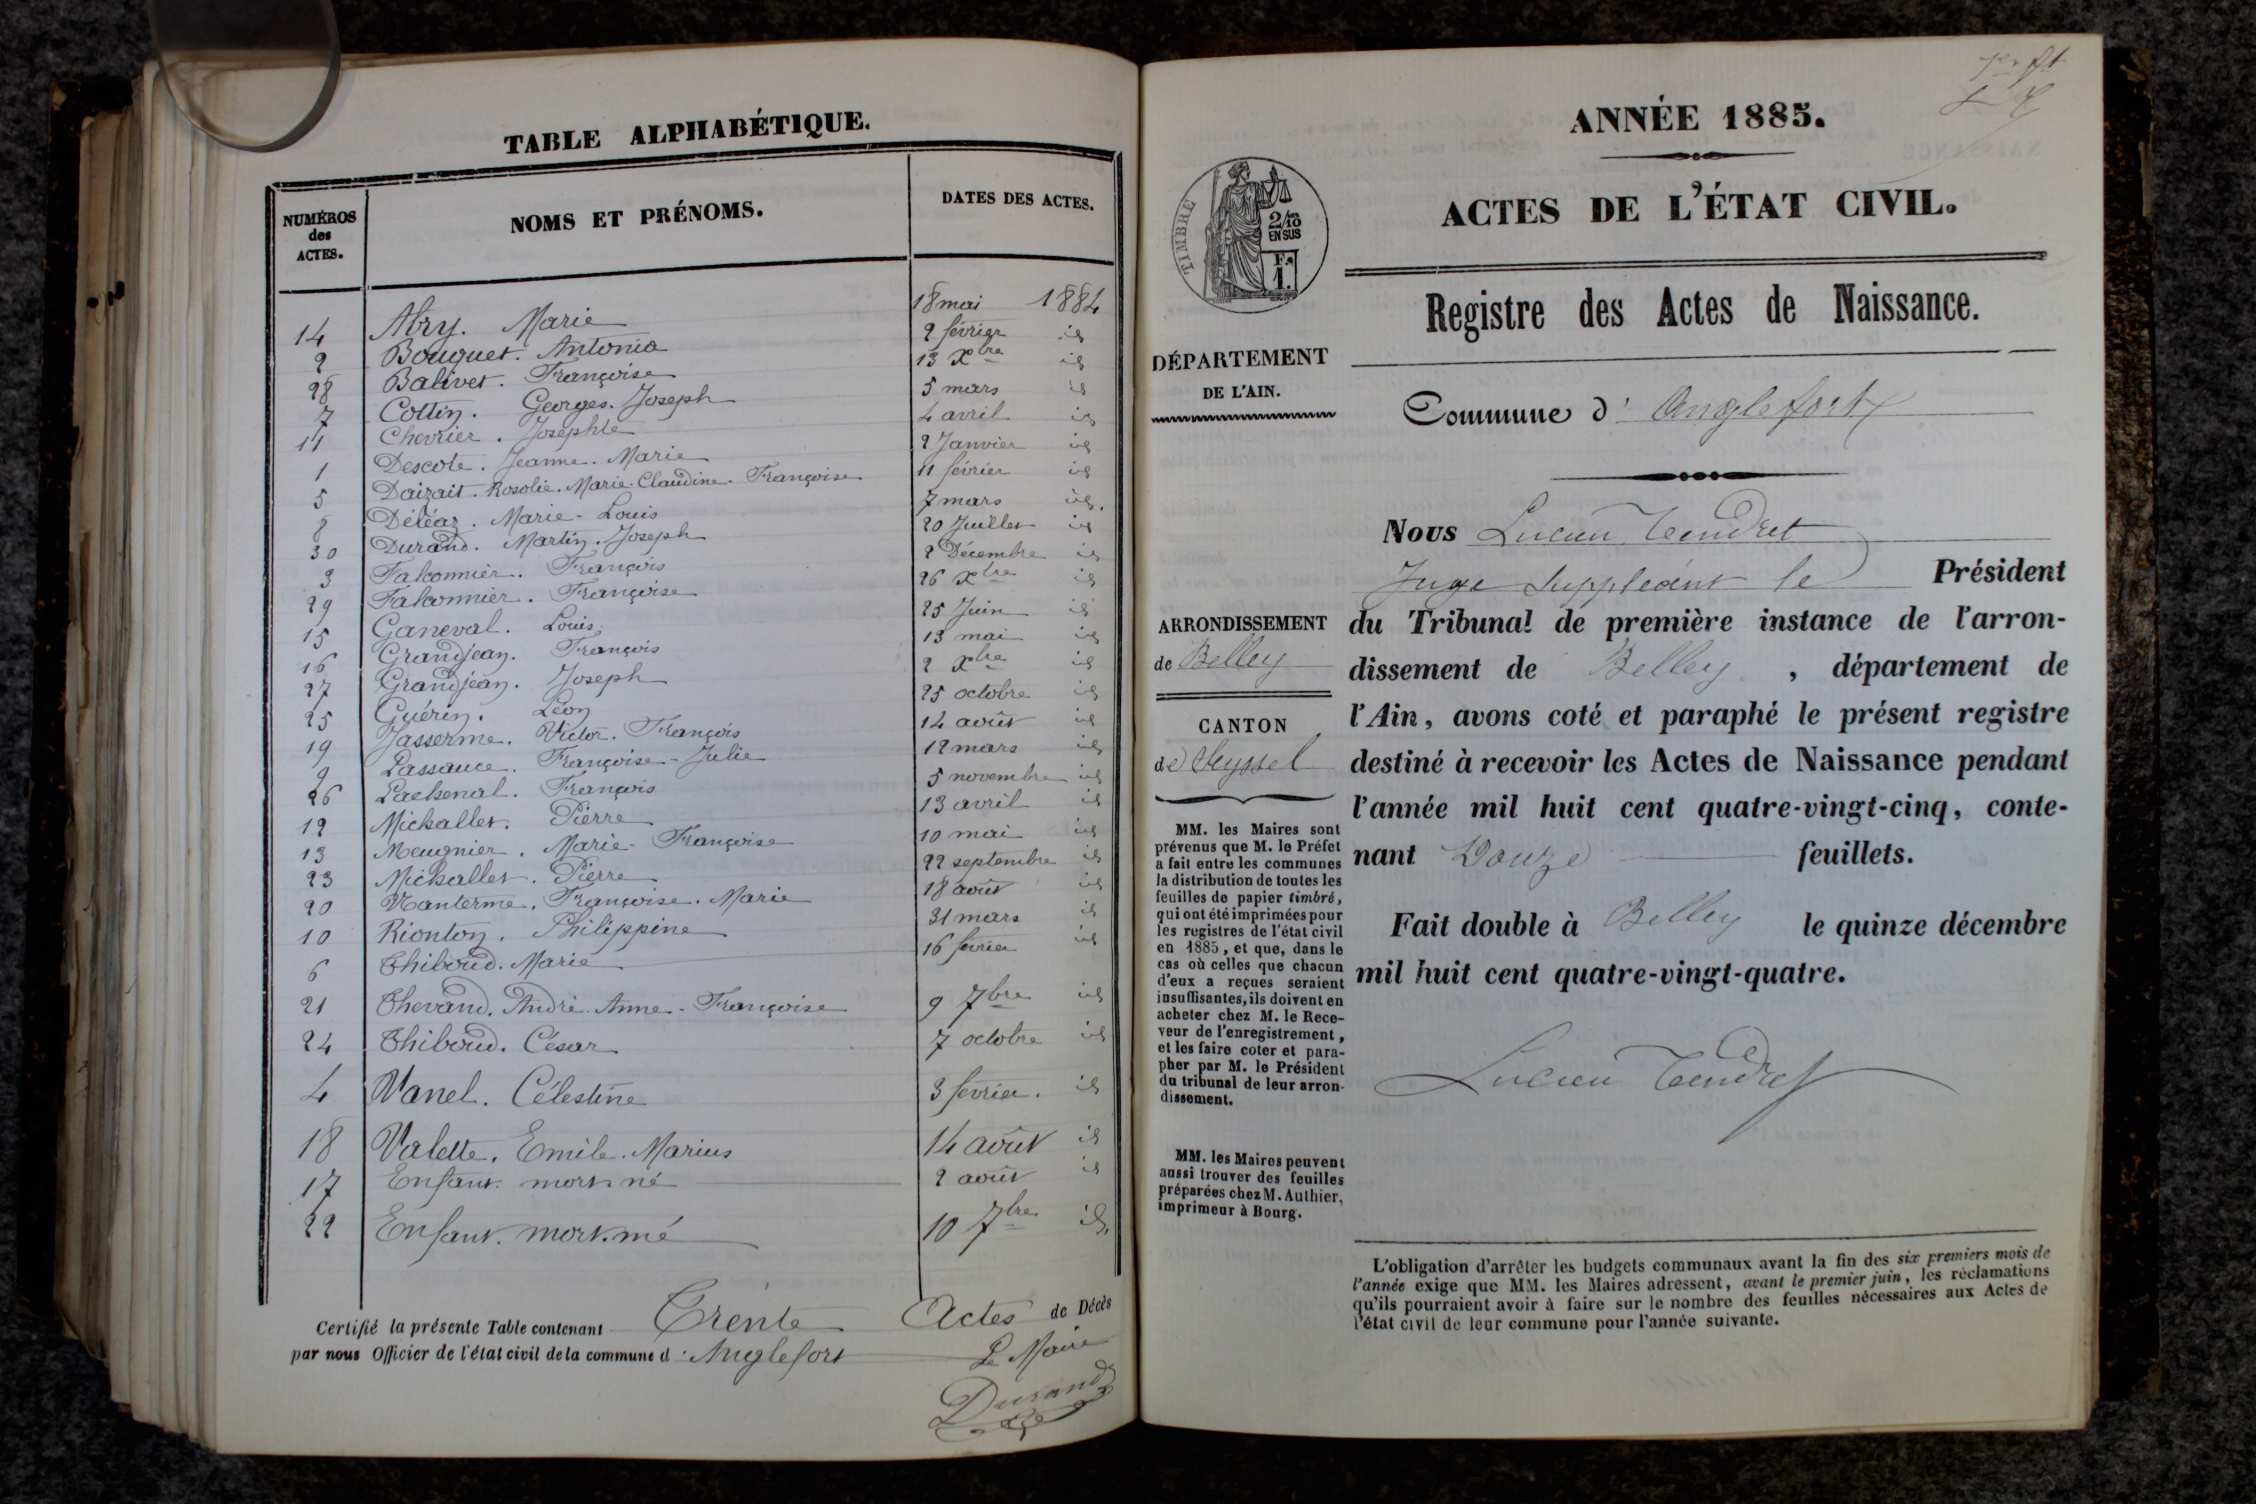 TABLE ALPHABÉTIQUE.
NUMÉROS des ACTES.
NOMS ET PRÉNOMS.
DATES DES ACTES.
14 Abry. Marie 18 mai 1884
2 Bouquet. Antonia 2 février id
28 Balivet. Françoise 13 Xbre id
7 Cottin. Georges. Joseph 5 mars id
11 Chevrier. Josephte 4 avril id
1 Descote. Jeanne. Marie 2 Janvier id
5 Daizait. Rosolie. Marie. Claudine. Françoise 11 février id
8 Déléaz. Marie-Louis 7 mars id.
30 Durand. Martin. Joseph 20 Juillet id
3 Falconnier. François 2 Décembre id
29 Falconnier. Françoise 26 Xbre id
15 Ganeval. Louis 25 Juin id
16 Grandjean. François 13 mai id
27 Grandjean. Joseph 2 Xbre id
25 Guérin. Léon 25 octobre id
19 Jasserme. Victor. François 14 août id
9 Lassauce. Françoise-Julie 12 mars id
26 Lachenal. François 5 novembre id
12 Michallet. Pierre 13 avril id
13 Meugnier. Marie-Françoise 10 mai id
23 Michallet. Pierre 22 septembre id
20 Nanterme. Françoise. Marie 18 août id
10 Rionton. Philippine 31 mars id
6 Thiboud. Marie 16 février id
21 Thevand. André. Anne-Françoise 9 7bre id
24 Thiboud. César 7 octobre id
4 Vanel. Célestine 3 février. id
18 Valette. Emile. Marius 14 août id
17 Enfant. mort. né 2 août id
22 Enfant. mort. né 10 7bre id.
Certifié la présente Table contenant Trente Actes de Décès
par nous Officier de l'état civil de la commune d'Anglefort
Le Maire
Durand
ANNÉE 1885.
ACTES DE L'ÉTAT CIVIL.
TIMBRE
2/10
EN SUS
Fc
1.
Registre des Actes de Naissance.
DÉPARTEMENT
DE L'AIN.
Commune d'Anglefort
Nous Lucien Tendret
Juge Suppléant le Président
ARRONDISSEMENT
de Belley
CANTON
de Seyssel
du Tribunal de première instance de l'arron-
dissement de Belley, département de
l'Ain, avons coté et paraphé le présent registre
destiné à recevoir les Actes de Naissance pendant
l'année mil huit cent quatre-vingt-cinq, conte-
nant Douze feuillets.
Fait double à Belley le quinze décembre
mil huit cent quatre-vingt-quatre.
Lucien Tendret
MM. les Maires sont
prévenus que M. le Préfet
a fait entre les communes
la distribution de toutes les
feuilles de papier timbré,
qui ont été imprimées pour
les registres de l'état civil
en 1885, et que, dans le
cas où celles que chacun
d'eux a reçues seraient
insuffisantes, ils doivent en
acheter chez M. le Rece-
veur de l'enregistrement,
et les faire coter et para-
pher par M. le Président
du tribunal de leur arron-
dissement.
MM. les Maires peuvent
aussi trouver des feuilles
préparées chez M. Authier,
imprimeur à Bourg.
L'obligation d'arrêter les budgets communaux avant la fin des six premiers mois de
l'année exige que MM. les Maires adressent, avant le premier juin, les réclamations
qu'ils pourraient avoir à faire sur le nombre des feuilles nécessaires aux Actes de
l'état civil de leur commune pour l'année suivante.